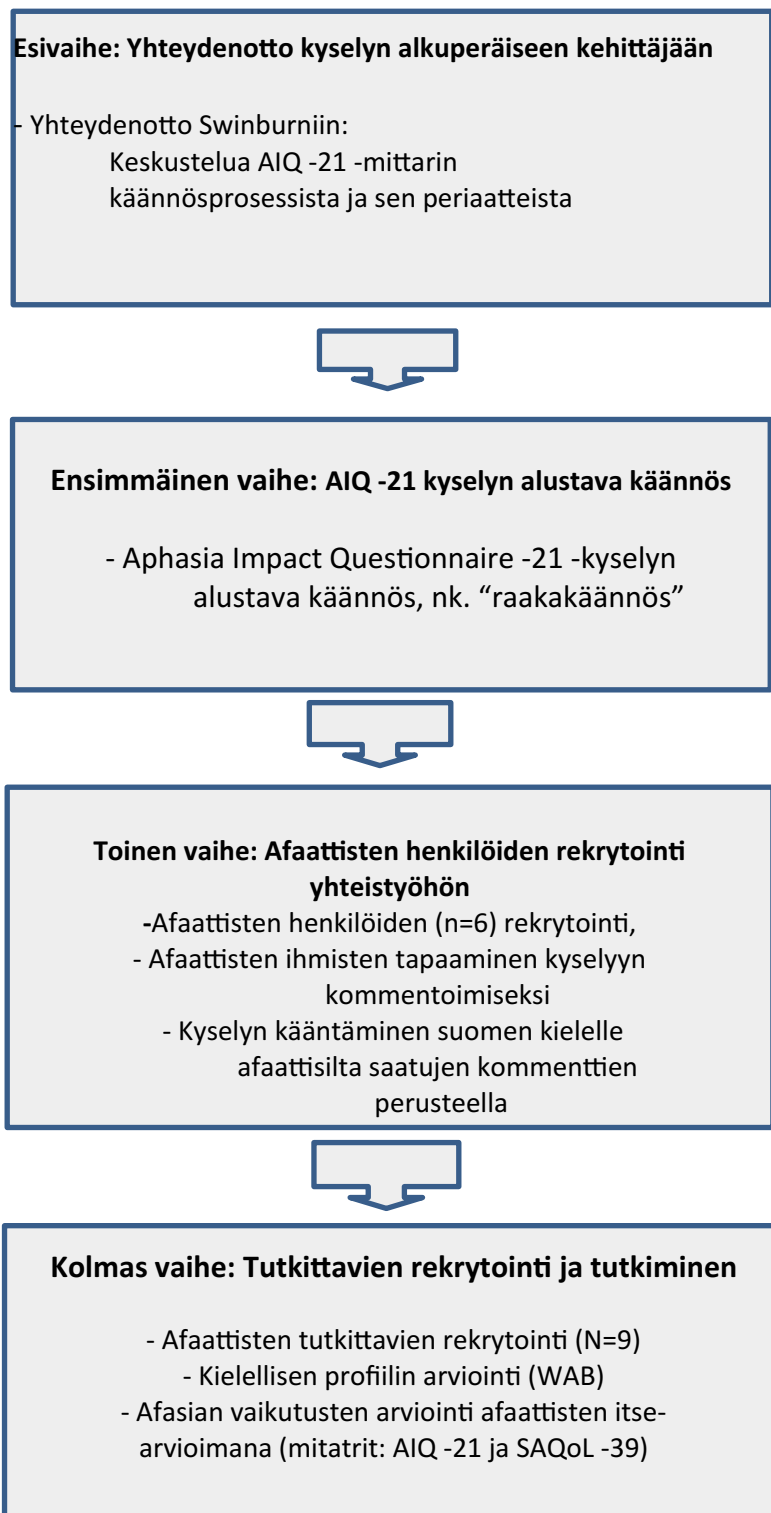 Esivaihe: Yhteydenotto kyselyn alkuperäiseen kehittäjään
- Yhteydenotto Swinburniin:
Keskustelua AIQ -21 -mittarin
käännösprosessista ja sen periaatteista
Ensimmäinen vaihe: AIQ -21 kyselyn alustava käännös
- Aphasia Impact Questionnaire -21 -kyselyn
alustava käännös, nk. “raakakäännös”
Toinen vaihe: Afaattisten henkilöiden rekrytointi
yhteistyöhön
-Afaattisten henkilöiden (n=6) rekrytointi,
- Afaattisten ihmisten tapaaminen kyselyyn
kommentoimiseksi
- Kyselyn kääntäminen suomen kielelle
afaattisilta saatujen kommenttien
perusteella
Kolmas vaihe: Tutkittavien rekrytointi ja tutkiminen
- Afaattisten tutkittavien rekrytointi (N=9)
- Kielellisen profiilin arviointi (WAB)
- Afasian vaikutusten arviointi afaattisten itse-
arvioimana (mitatrit: AIQ -21 ja SAQoL -39)